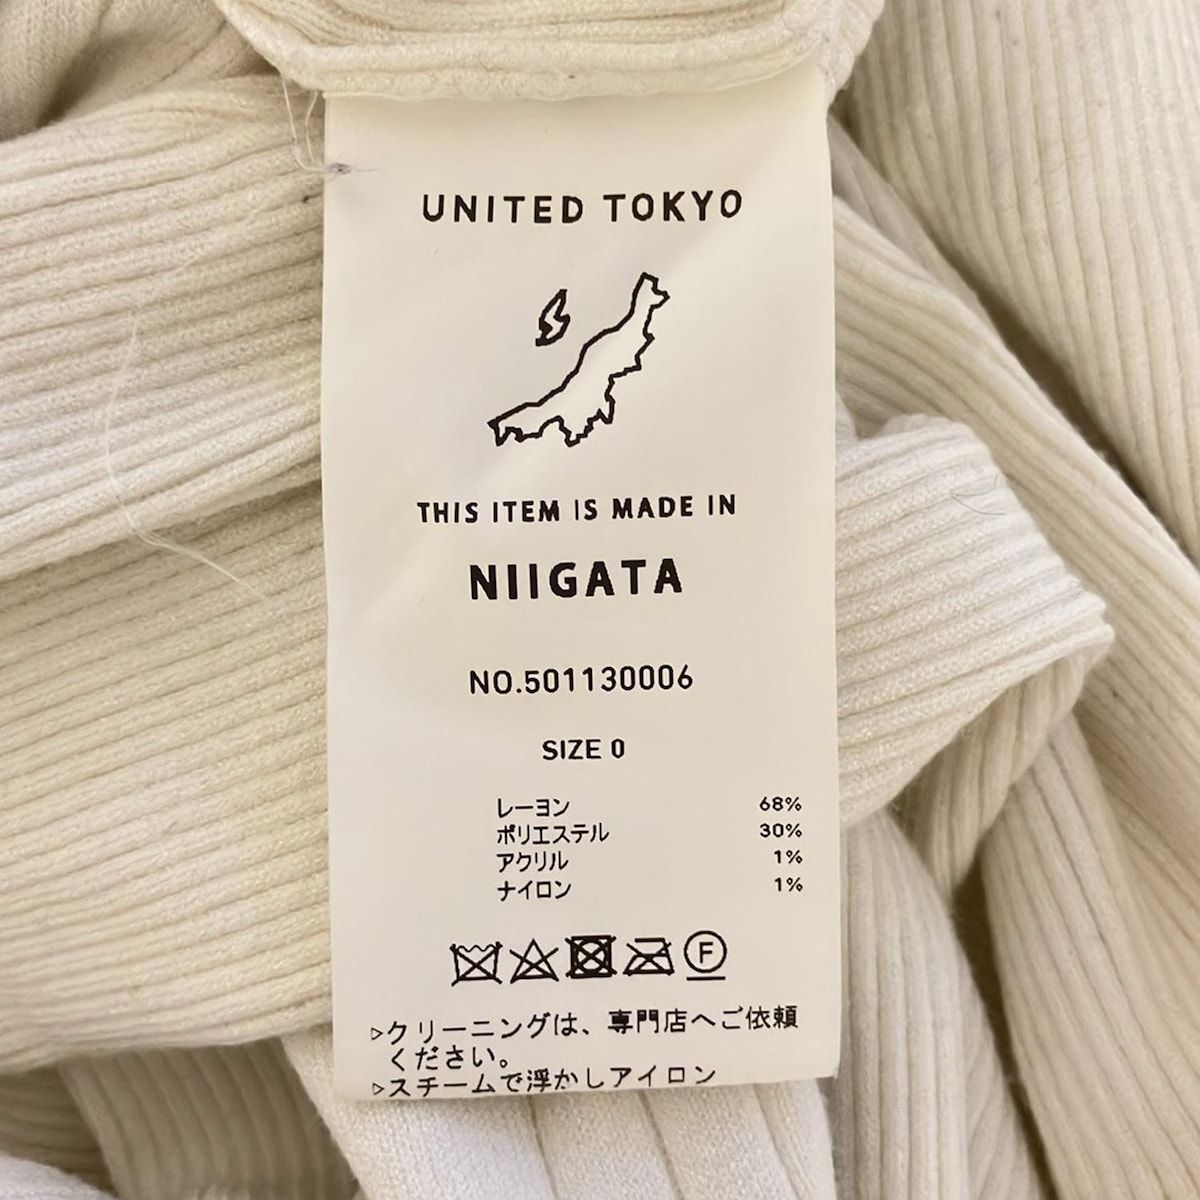 UNITED TOKYO
THIS ITEM IS MADE IN
NIIGATA
NO.501130006
SIZE 0
レーヨン 68%
ポリエステル 30%
アクリル 1%
ナイロン 1%
F
▷クリーニングは、専門店へご依頼
ください。
▷スチームで浮かしアイロン